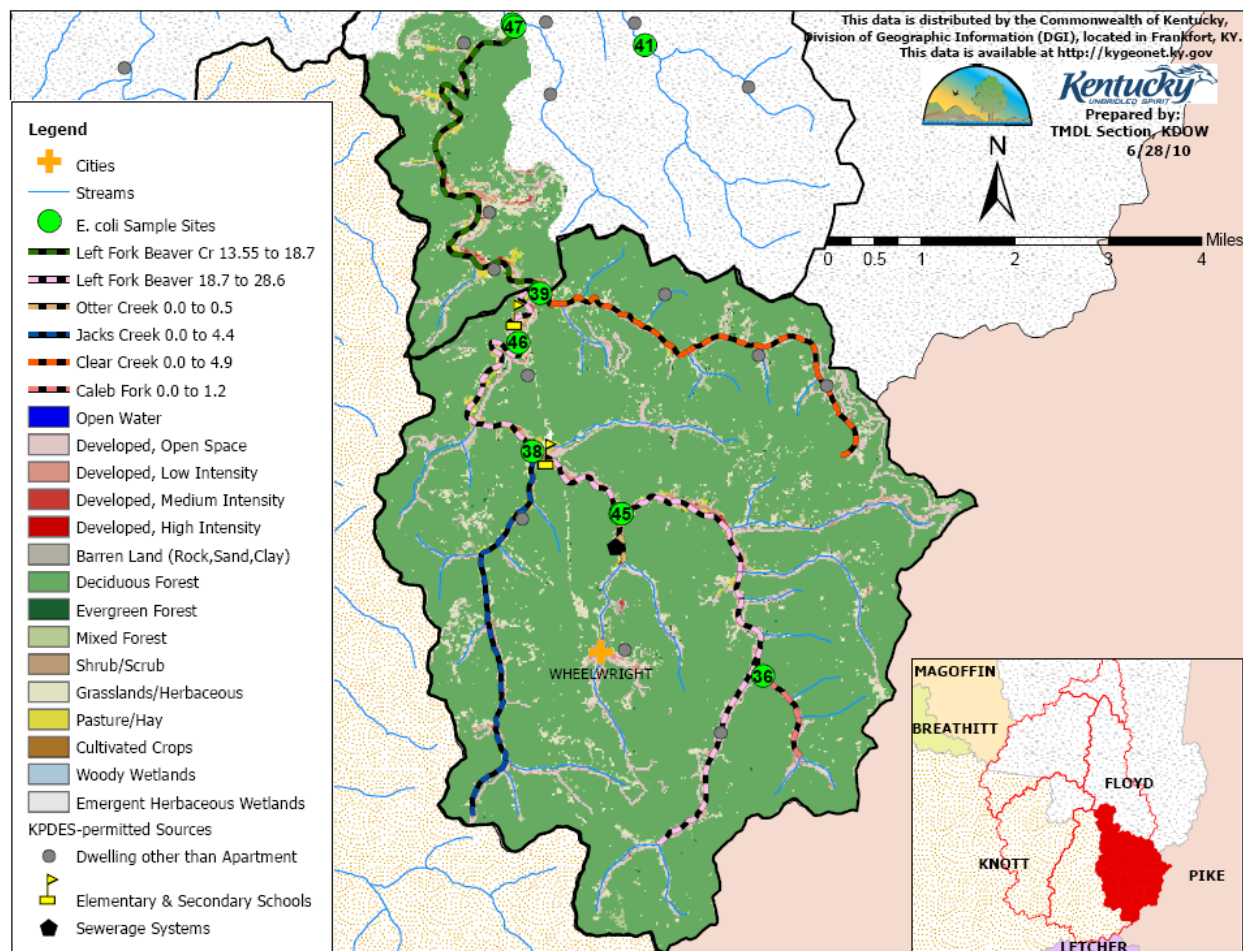 47
41
This data is distributed by the Commonwealth of Kentucky,
Division of Geographic Information (DGI), located in Frankfort, KY.
This data is available at http://kygeonet.ky.gov
Kentucky
UNBRIDLED SPIRIT
Prepared by:
TMDL Section, KDOW
6/28/10
N
Miles
0 0.5 1 2 3 4
Legend
Cities
Streams
E. coli Sample Sites
Left Fork Beaver Cr 13.55 to 18.7
Left Fork Beaver 18.7 to 28.6
Otter Creek 0.0 to 0.5
Jacks Creek 0.0 to 4.4
Clear Creek 0.0 to 4.9
Caleb Fork 0.0 to 1.2
Open Water
Developed, Open Space
Developed, Low Intensity
Developed, Medium Intensity
Developed, High Intensity
Barren Land (Rock,Sand,Clay)
Deciduous Forest
Evergreen Forest
Mixed Forest
Shrub/Scrub
Grasslands/Herbaceous
Pasture/Hay
Cultivated Crops
Woody Wetlands
Emergent Herbaceous Wetlands
KPDES-permitted Sources
Dwelling other than Apartment
Elementary & Secondary Schools
Sewerage Systems
39
46
38
45
WHEELWRIGHT
36
MAGOFFIN
BREATHITT
FLOYD
KNOTT
PIKE
LETCHER